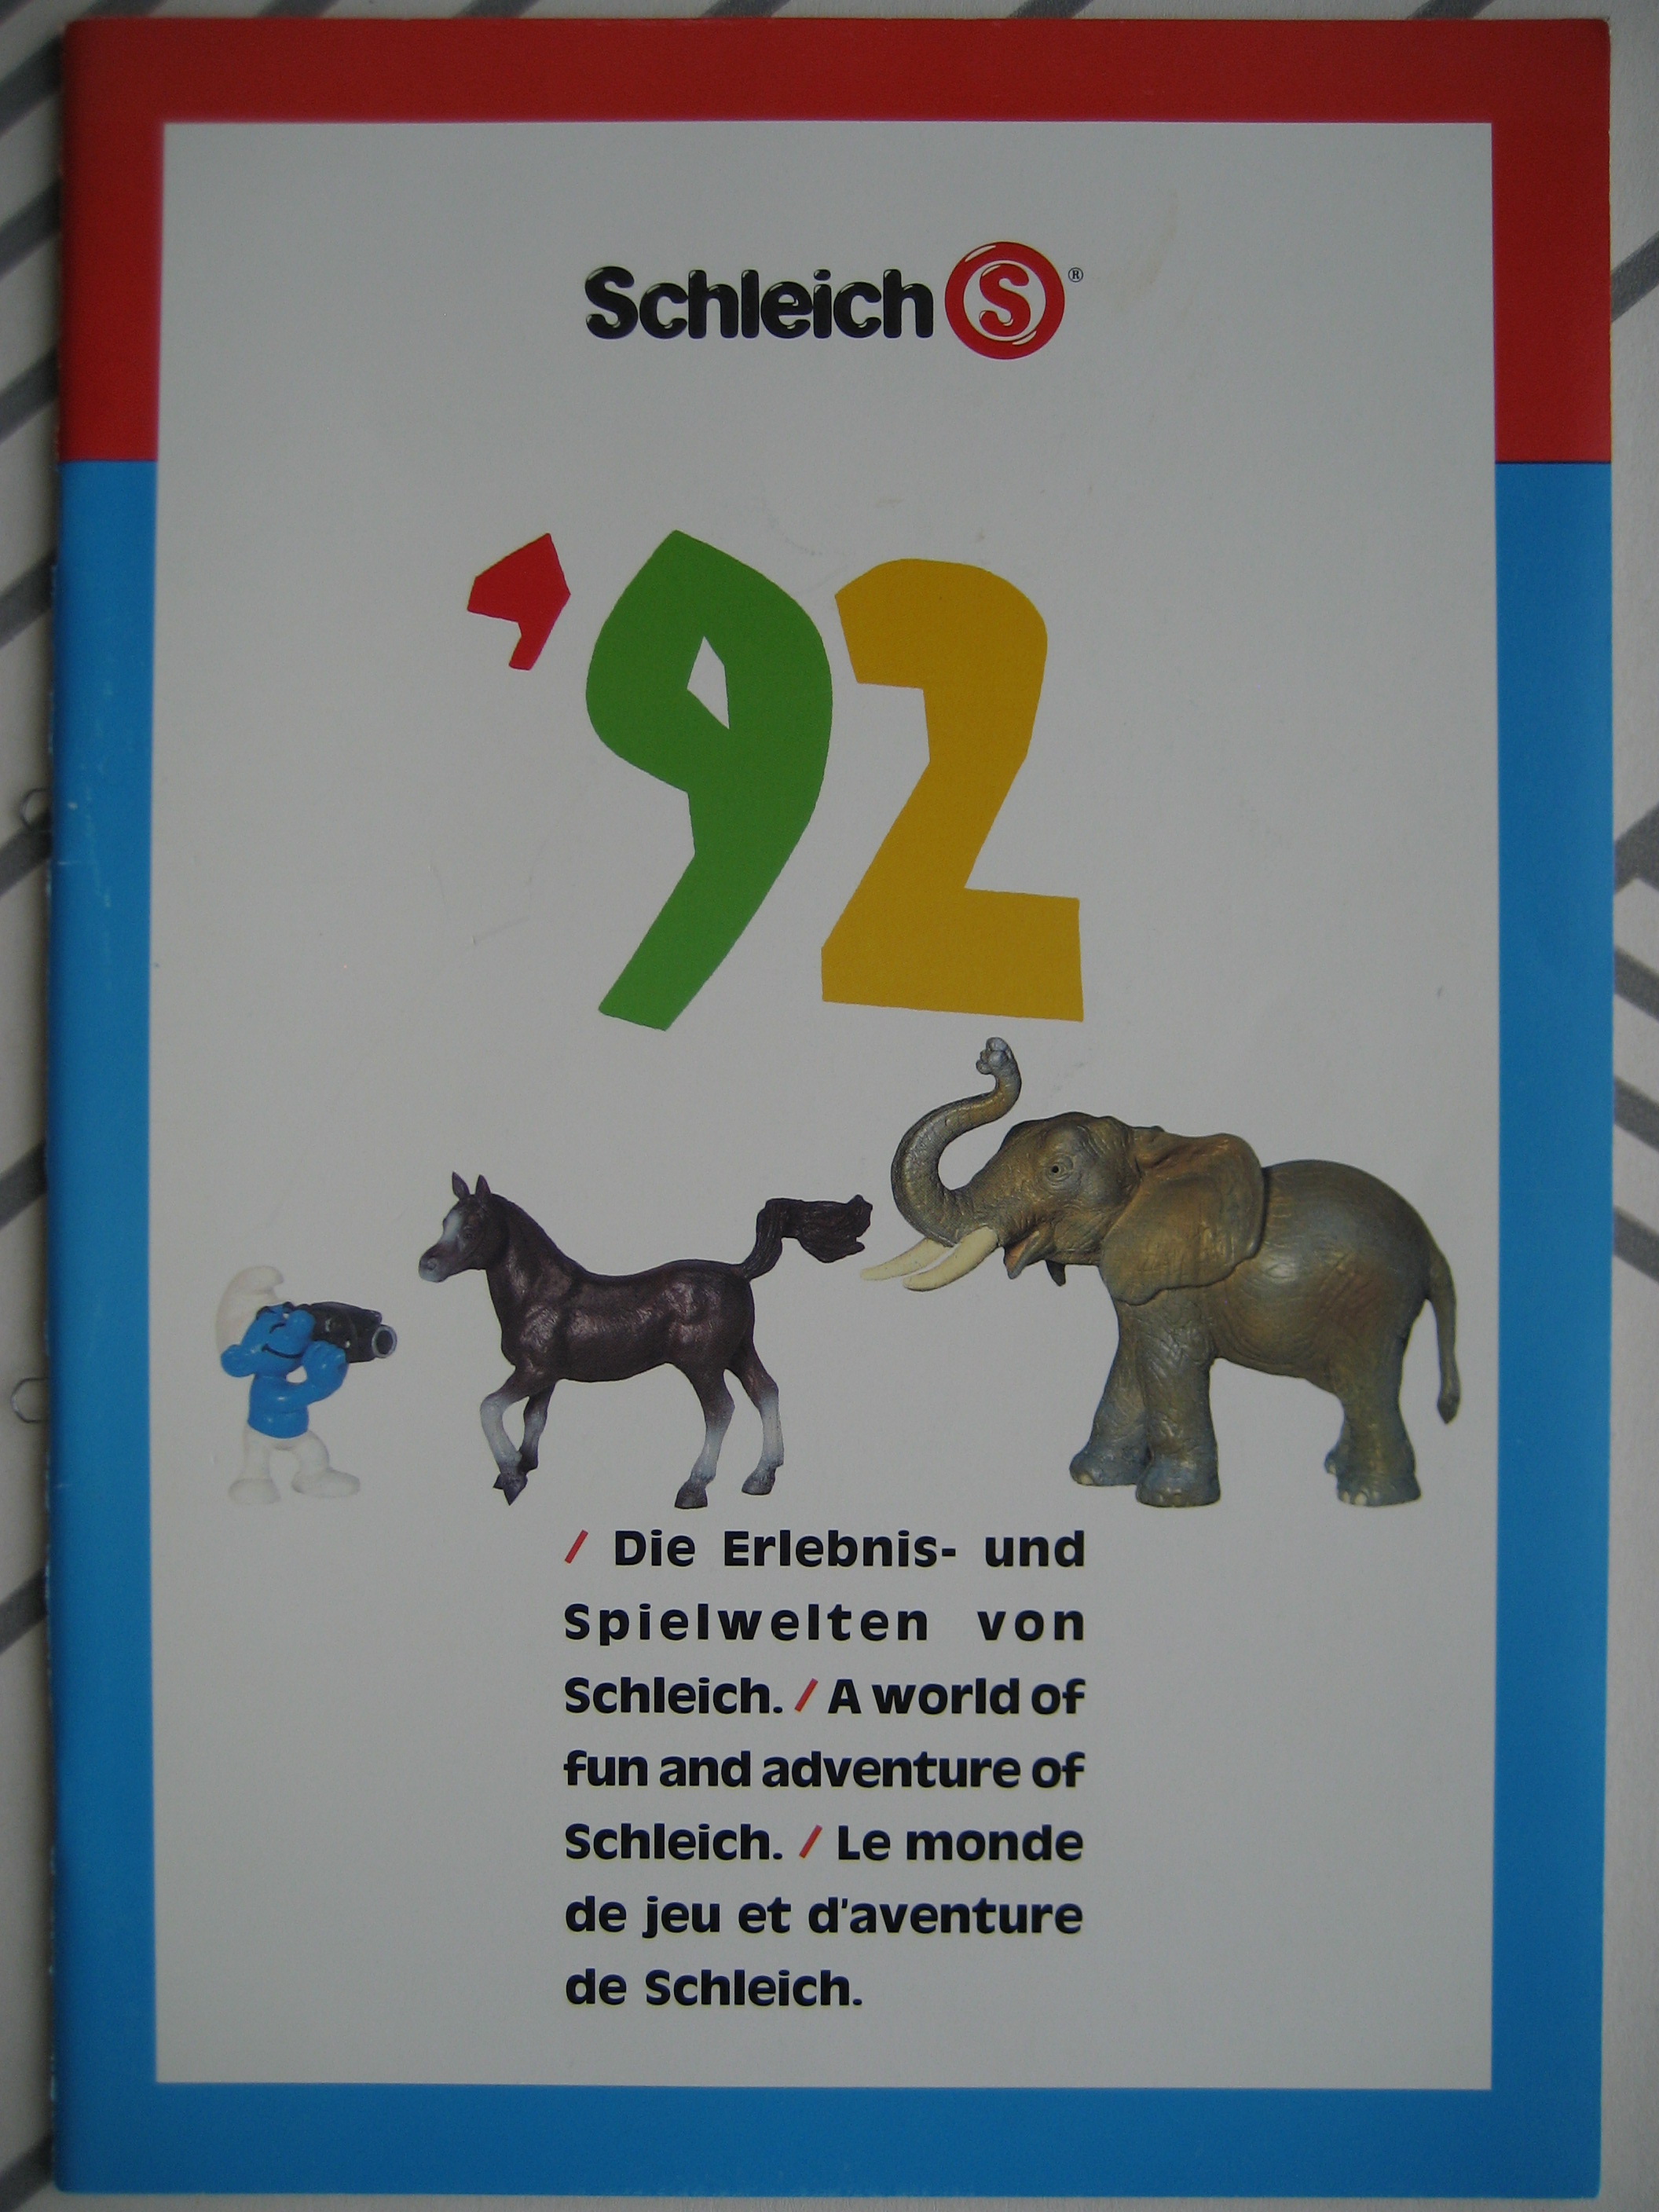 Schleich S ®
’92
/ Die Erlebnis- und
Spielwelten von
Schleich. / A world of
fun and adventure of
Schleich. / Le monde
de jeu et d'aventure
de Schleich.